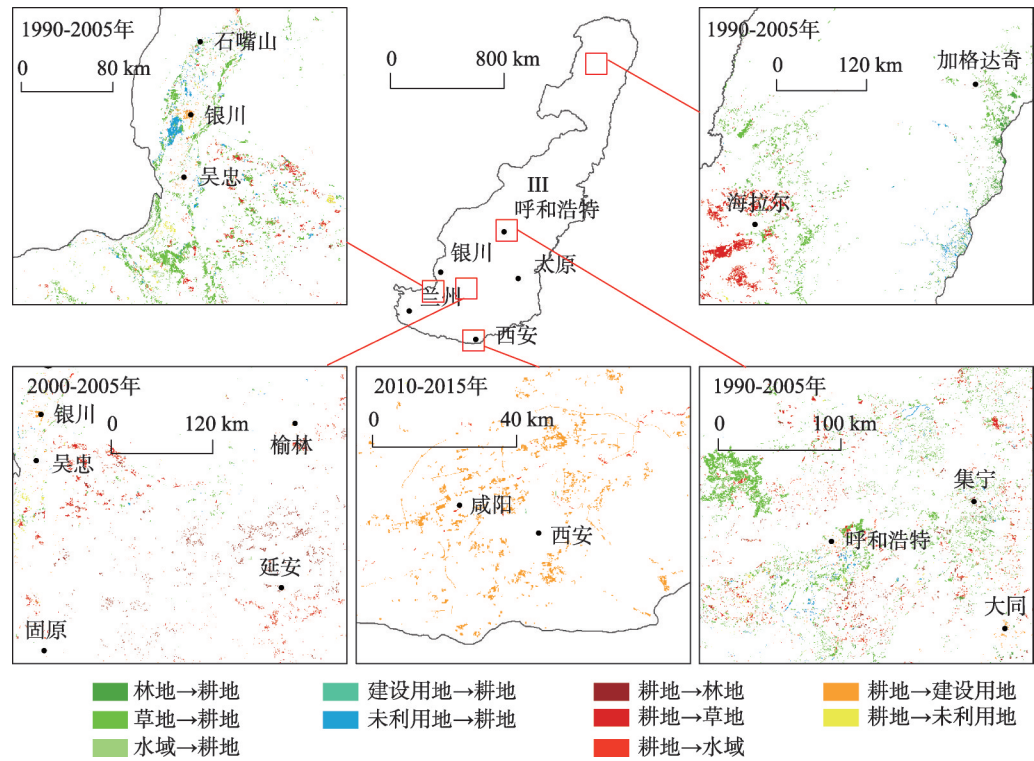 1990-2005年
石嘴山
0 80 km
银川
吴忠
0 800 km
III
呼和浩特
银川
太原
兰州
西安
1990-2005年
加格达奇
0 120 km
海拉尔
2000-2005年
银川
0 120 km
榆林
吴忠
延安
固原
2010-2015年
0 40 km
咸阳
西安
1990-2005年
0 100 km
集宁
呼和浩特
大同
林地→耕地
草地→耕地
水域→耕地
建设用地→耕地
未利用地→耕地
耕地→林地
耕地→草地
耕地→水域
耕地→建设用地
耕地→未利用地